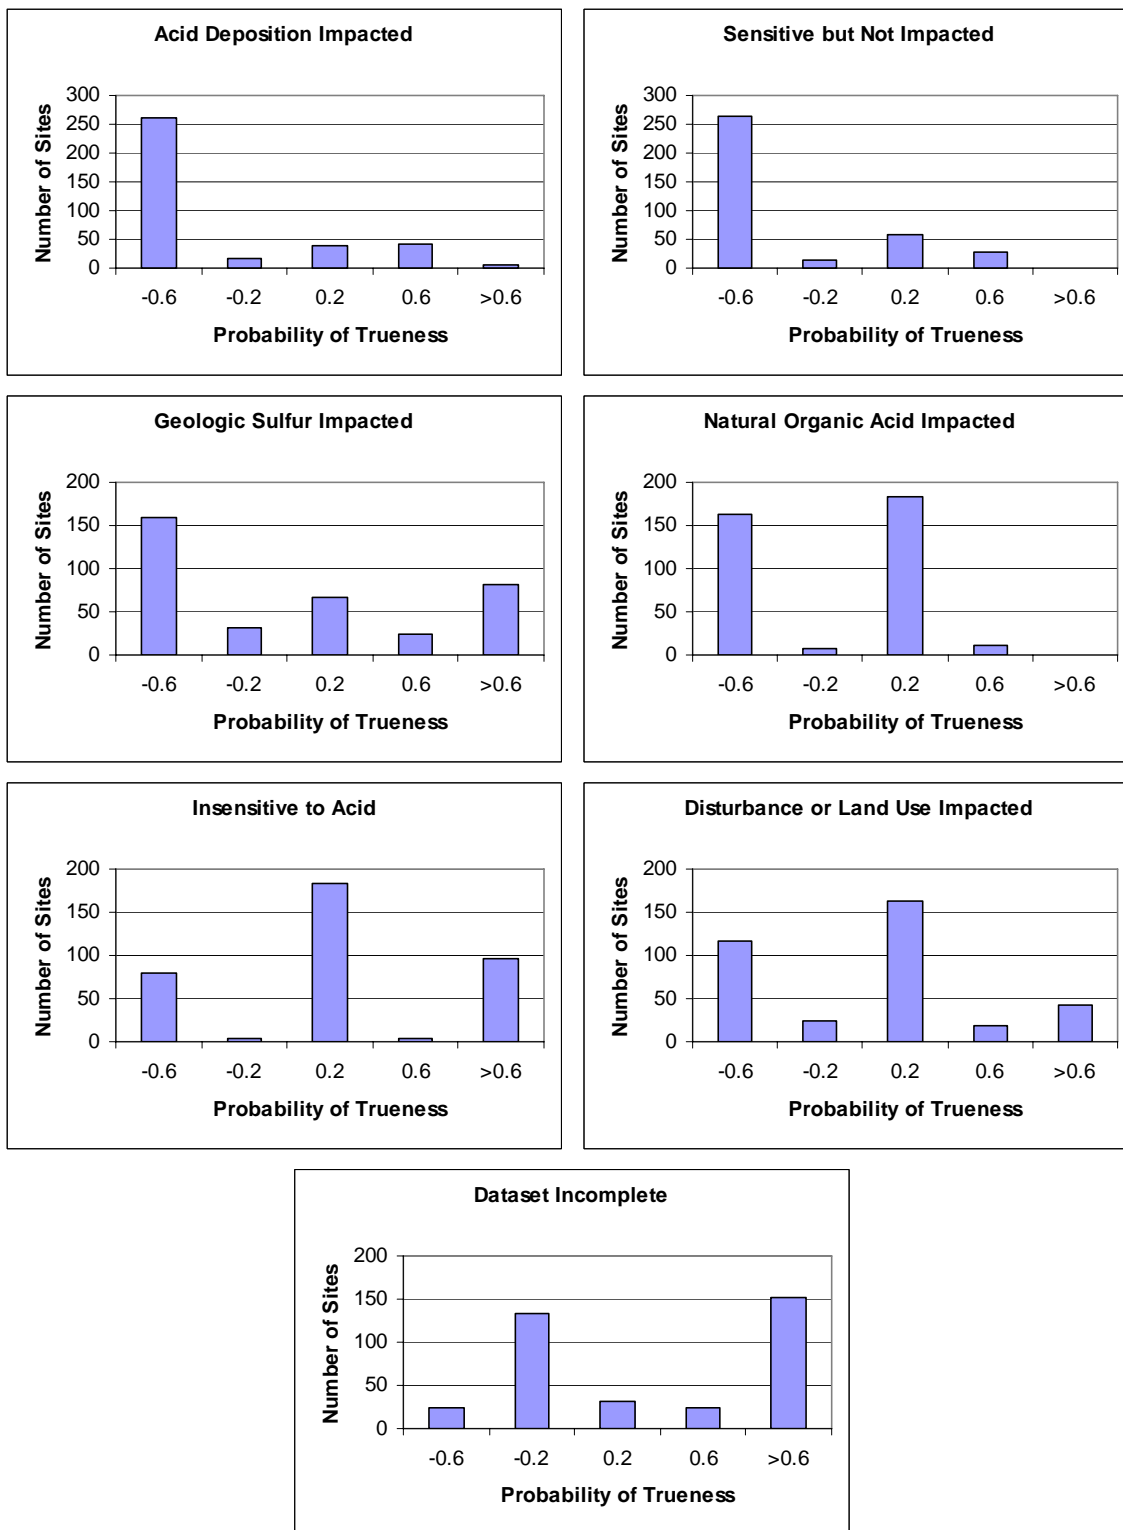 Acid Deposition Impacted
300
250
200
150
100
50
0
-0.6 -0.2 0.2 0.6 >0.6
Probability of Trueness
Number of Sites
Sensitive but Not Impacted
300
250
200
150
100
50
0
-0.6 -0.2 0.2 0.6 >0.6
Probability of Trueness
Number of Sites
Geologic Sulfur Impacted
200
150
100
50
0
-0.6 -0.2 0.2 0.6 >0.6
Probability of Trueness
Number of Sites
Natural Organic Acid Impacted
200
150
100
50
0
-0.6 -0.2 0.2 0.6 >0.6
Probability of Trueness
Number of Sites
Insensitive to Acid
200
150
100
50
0
-0.6 -0.2 0.2 0.6 >0.6
Probability of Trueness
Number of Sites
Disturbance or Land Use Impacted
200
150
100
50
0
-0.6 -0.2 0.2 0.6 >0.6
Probability of Trueness
Number of Sites
Dataset Incomplete
200
150
100
50
0
-0.6 -0.2 0.2 0.6 >0.6
Probability of Trueness
Number of Sites